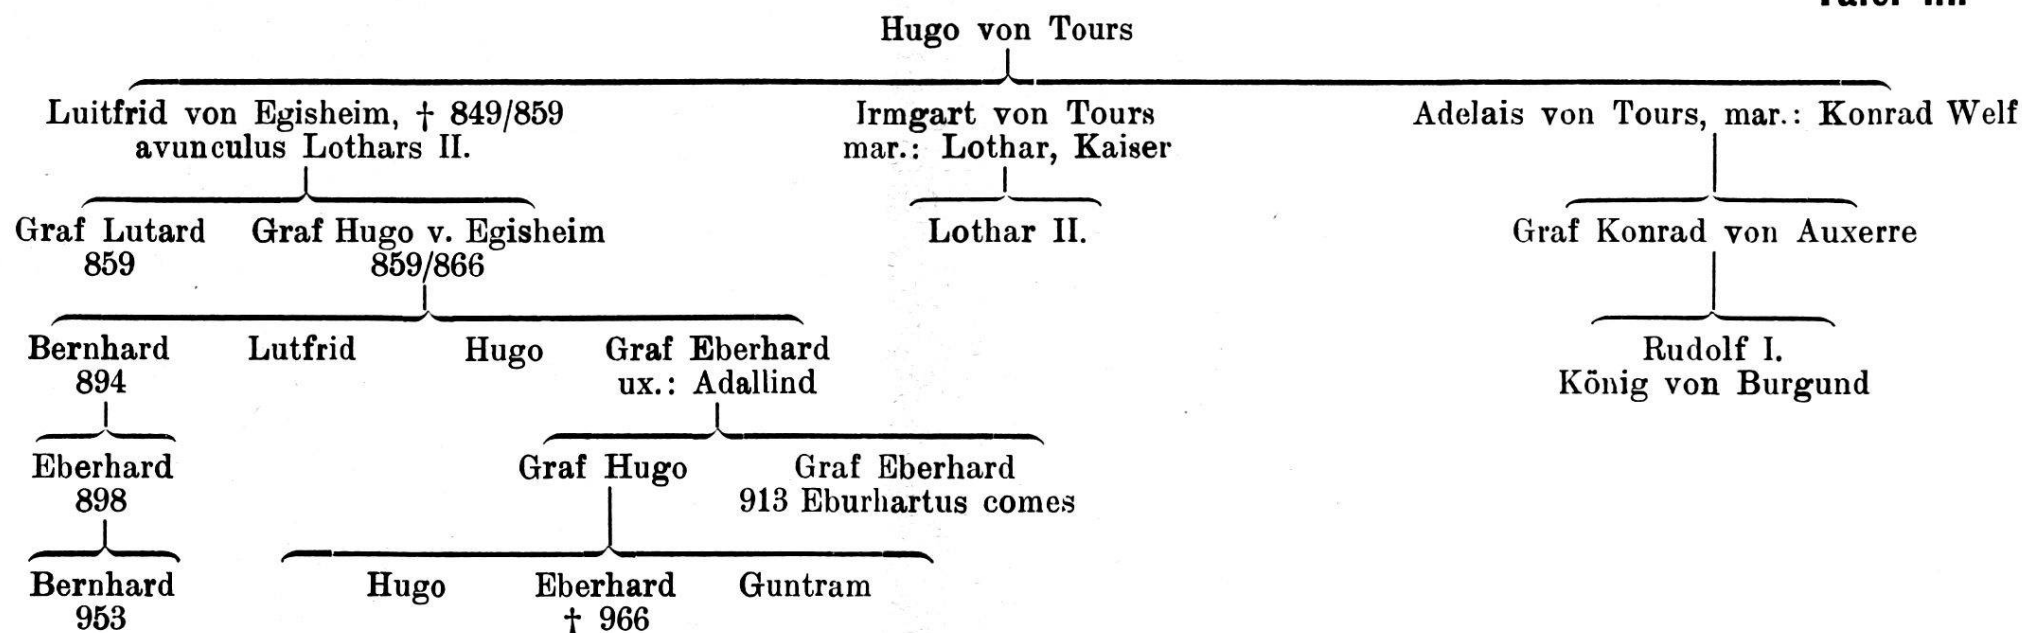 Hugo von Tours
Luitfrid von Egisheim, † 849/859
avunculus Lothars II.
Irmgart von Tours
mar.: Lothar, Kaiser
Adelais von Tours, mar.: Konrad Welf
Graf Lutard
859
Graf Hugo v. Egisheim
859/866
Lothar II.
Graf Konrad von Auxerre
Bernhard
894
Lutfrid
Hugo
Graf Eberhard
ux.: Adallind
Rudolf I.
König von Burgund
Eberhard
898
Graf Hugo
Graf Eberhard
913 Eburhartus comes
Bernhard
953
Hugo
Eberhard
† 966
Guntram